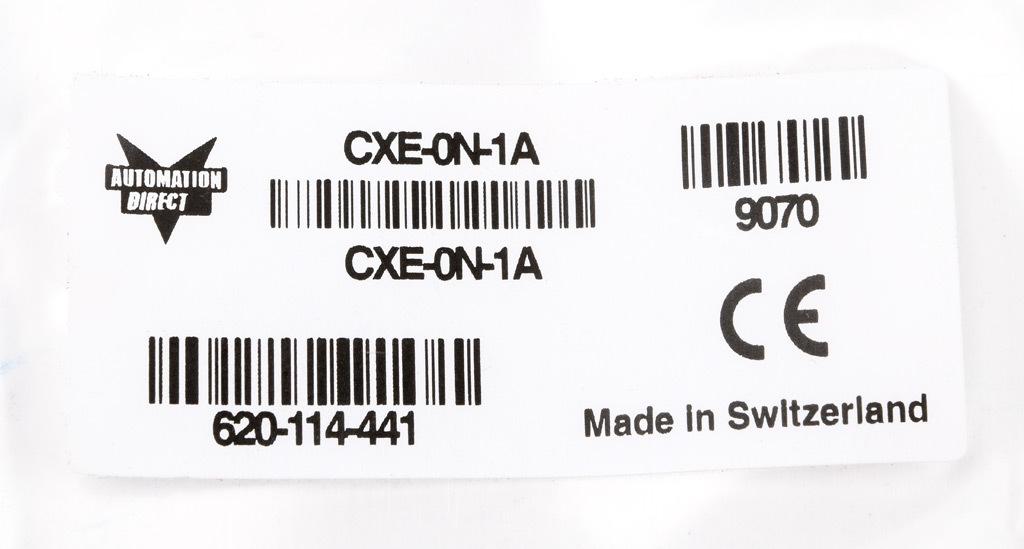 AUTOMATION
DIRECT
CXE-0N-1A
CXE-0N-1A
9070
CE
620-114-441
Made in Switzerland